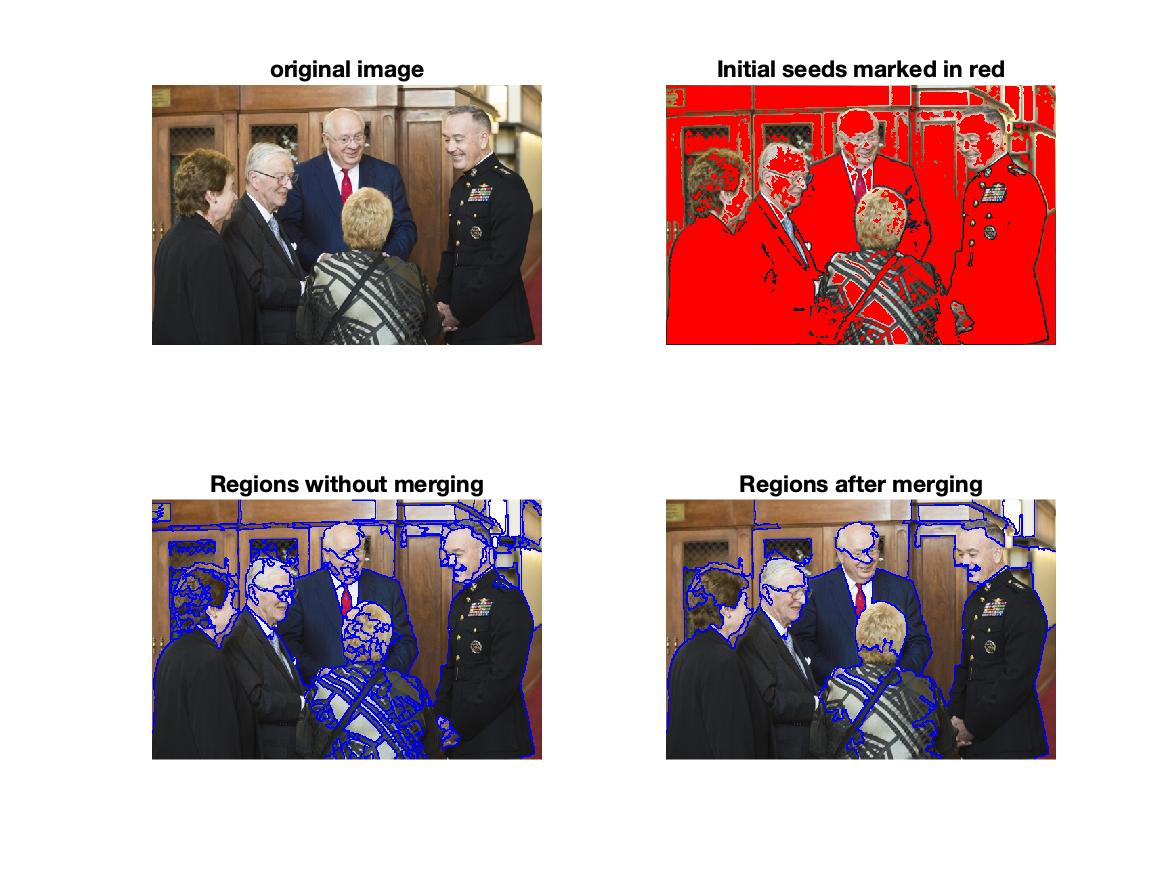 original image
Initial seeds marked in red
Regions without merging
Regions after merging